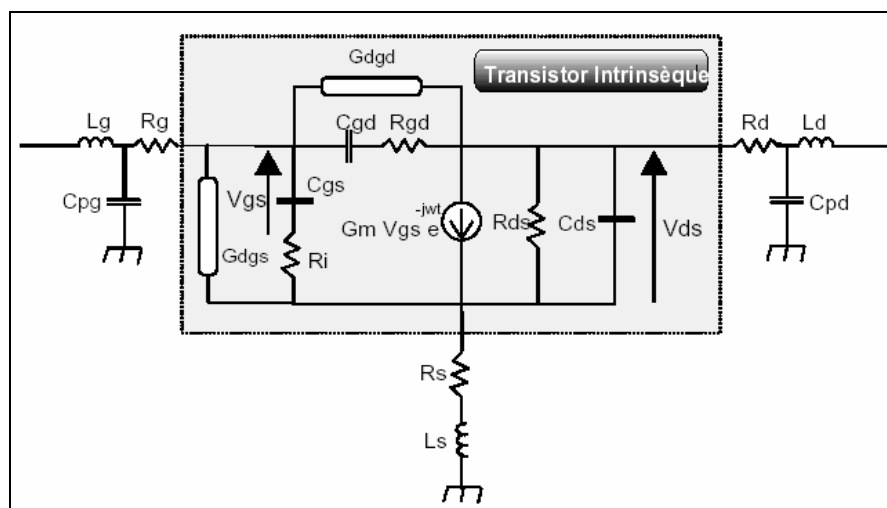 Gdgd
Transistor Intrinsèque
Lg
Rg
Cgd
Rgd
Rd
Ld
Cpg
Vgs
Cgs
Gdgs
Ri
Gm Vgs e
-jwt
Rds
Cds
Vds
Cpd
Rs
Ls